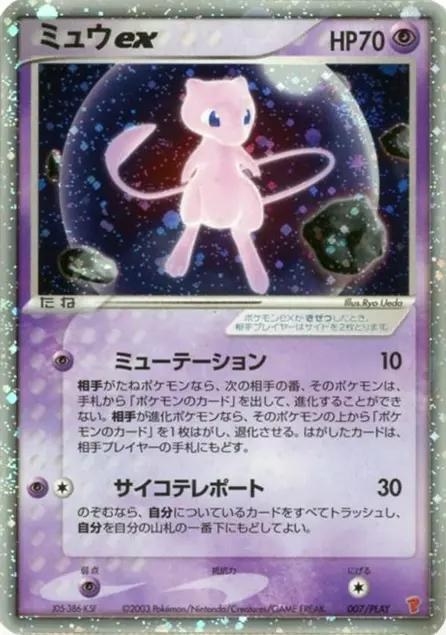 ミュウex HP70
たね
Illus.Ryo Ueda
ポケモンexがきぜつしたとき、
相手プレイヤーはサイドを2枚とります。
ミューテーション 10
相手がたねポケモンなら、次の相手の番、そのポケモンは、
手札から「ポケモンのカード」を出して、進化することがで
きない。相手が進化ポケモンなら、そのポケモンの上から「ポケ
モンのカード」を1枚はがし、退化させる。はがしたカードは、
相手プレイヤーの手札にもどす。
サイコテレポート 30
のぞむなら、自分についているカードをすべてトラッシュし、
自分を自分の山札の一番下にもどしてよい。
弱点 抵抗力 にげる
J05-386-KSF ©2003 Pokémon/Nintendo/Creatures/GAME FREAK. 007/PLAY P